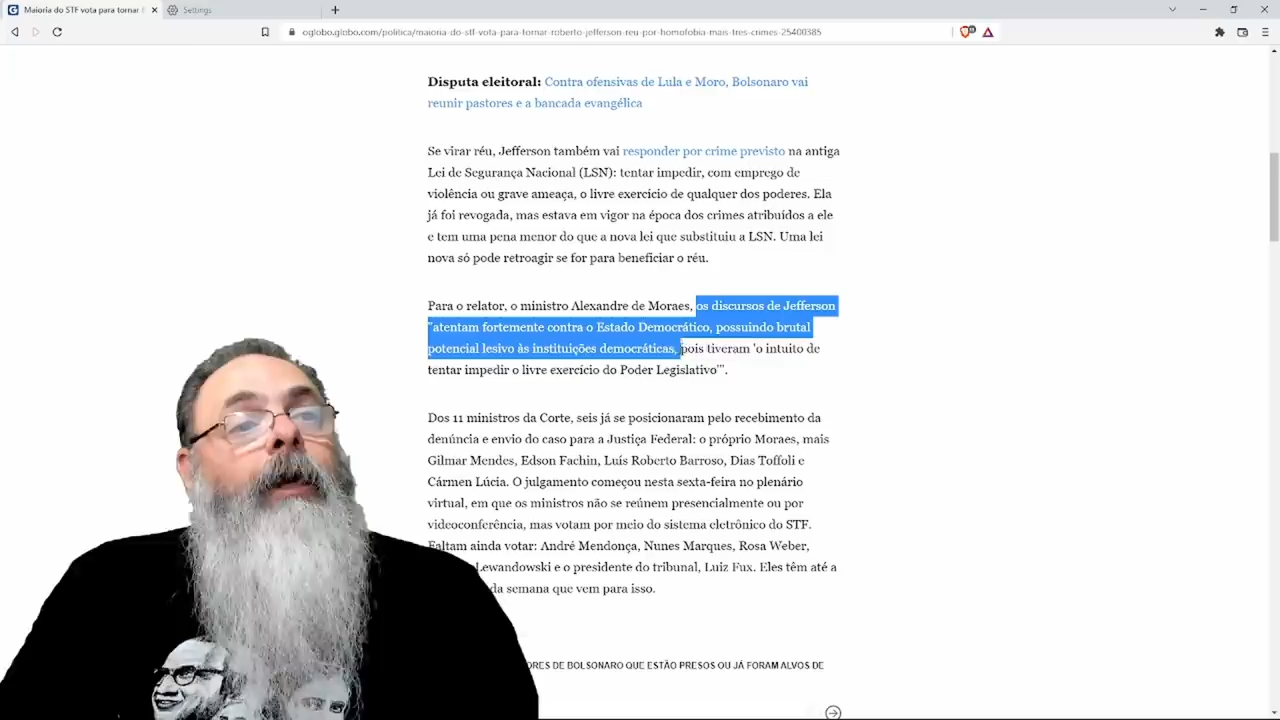 Maioria do STF vota para tornar
Settings
oglobo.globo.com/politica/maioria-do-stf-vota-para-tornar-roberto-jefferson-reu-por-homofobia-mais-tres-crimes-25400385
Disputa eleitoral: Contra ofensivas de Lula e Moro, Bolsonaro vai
reunir pastores e a bancada evangélica
Se virar réu, Jefferson também vai responder por crime previsto na antiga
Lei de Segurança Nacional (LSN): tentar impedir, com emprego de
violência ou grave ameaça, o livre exercício de qualquer dos poderes. Ela
já foi revogada, mas estava em vigor na época dos crimes atribuídos a ele
e tem uma pena menor do que a nova lei que substituiu a LSN. Uma lei
nova só pode retroagir se for para beneficiar o réu.
Para o relator, o ministro Alexandre de Moraes, os discursos de Jefferson
"atentam fortemente contra o Estado Democrático, possuindo brutal
potencial lesivo às instituições democráticas, pois tiveram 'o intuito de
tentar impedir o livre exercício do Poder Legislativo'".
Dos 11 ministros da Corte, seis já se posicionaram pelo recebimento da
denúncia e envio do caso para a Justiça Federal: o próprio Moraes, mais
Gilmar Mendes, Edson Fachin, Luís Roberto Barroso, Dias Toffoli e
Cármen Lúcia. O julgamento começou nesta sexta-feira no plenário
virtual, em que os ministros não se reúnem presencialmente ou por
videoconferência, mas votam por meio do sistema eletrônico do STF.
Faltam ainda votar: André Mendonça, Nunes Marques, Rosa Weber,
Lewandowski e o presidente do tribunal, Luiz Fux. Eles têm até a
da semana que vem para isso.
DE BOLSONARO QUE ESTÃO PRESOS OU JÁ FORAM ALVOS DE